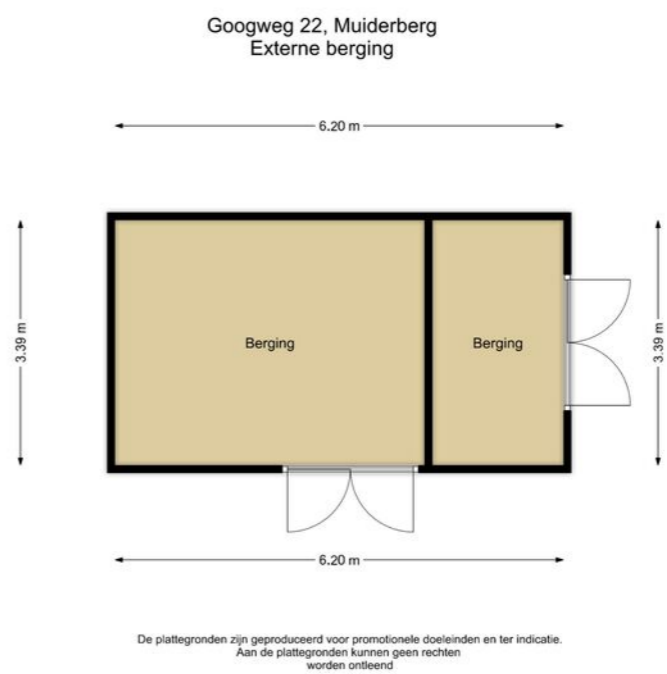 Googweg 22, Muiderberg
Externe berging
6.20 m
3.39 m
Berging
Berging
3.39 m
6.20 m
De plattegronden zijn geproduceerd voor promotionele doeleinden en ter indicatie.
Aan de plattegronden kunnen geen rechten
worden ontleend